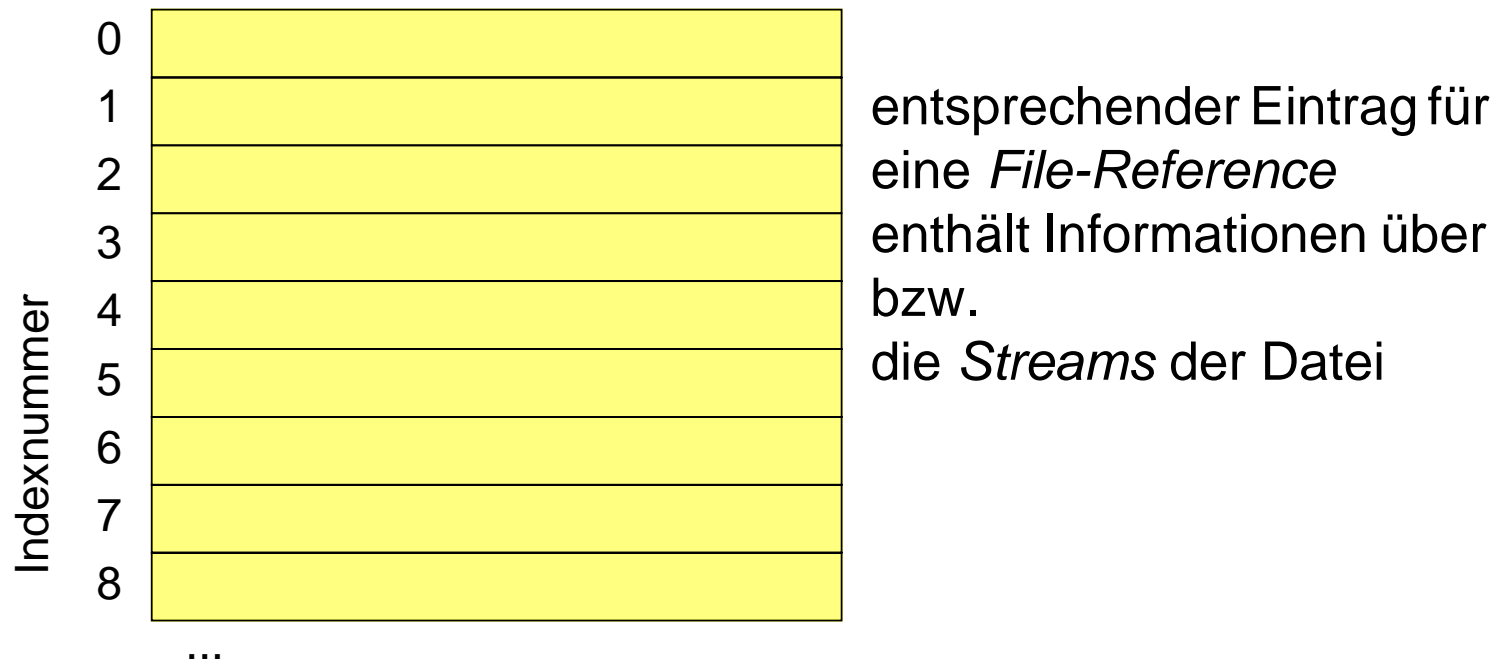 0
1
2
3
4
5
6
7
8
...
Indexnummer
entsprechender Eintrag für
eine File-Reference
enthält Informationen über
bzw.
die Streams der Datei